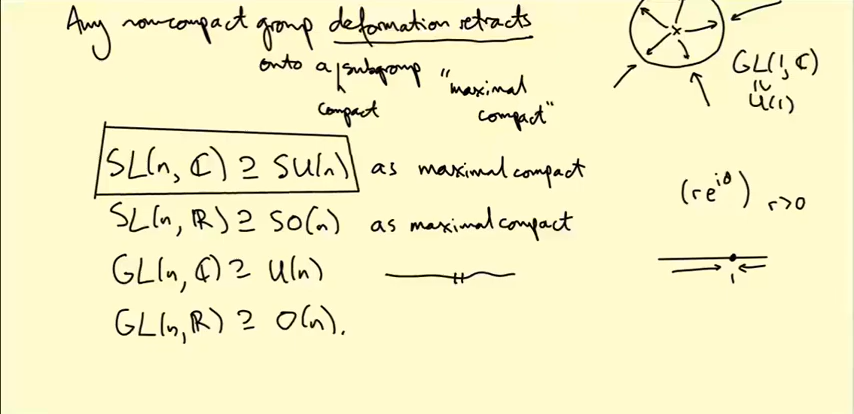 Any noncompact group deformation retracts
onto a compact subgroup "maximal compact"
SL(n, ℂ) ⊇ SU(n) as maximal compact
SL(n, ℝ) ⊇ SO(n) as maximal compact
GL(n, ℂ) ⊇ U(n) —〃—
GL(n, ℝ) ⊇ O(n).
GL(1, ℂ)
U(1)
(re^{iθ}) r>0
1